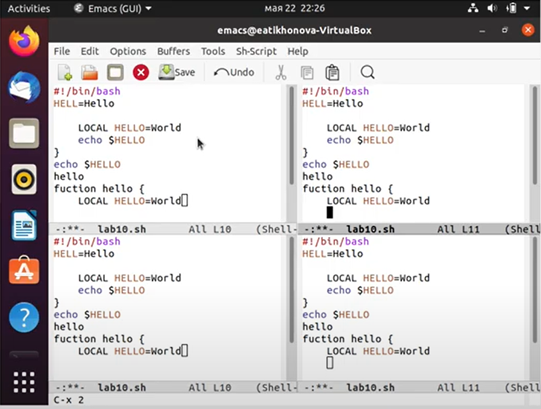 Activities
Emacs (GUI)
мая 22 22:26
emacs@eatikhonova-VirtualBox
File Edit Options Buffers Tools Sh-Script Help
Save Undo
#!/bin/bash
HELL=Hello
LOCAL HELLO=World
echo $HELLO
}
echo $HELLO
hello
fuction hello {
LOCAL HELLO=World
-:**- lab10.sh All L10 (Shell-
#!/bin/bash
HELL=Hello
LOCAL HELLO=World
echo $HELLO
}
echo $HELLO
hello
fuction hello {
LOCAL HELLO=World
-:**- lab10.sh All L11 (Shell
#!/bin/bash
HELL=Hello
LOCAL HELLO=World
echo $HELLO
}
echo $HELLO
hello
fuction hello {
LOCAL HELLO=World
-:**- lab10.sh All L10 (Shell-
#!/bin/bash
HELL=Hello
LOCAL HELLO=World
echo $HELLO
}
echo $HELLO
hello
fuction hello {
LOCAL HELLO=World
-:**- lab10.sh All L11 (Shell-
C-x 2